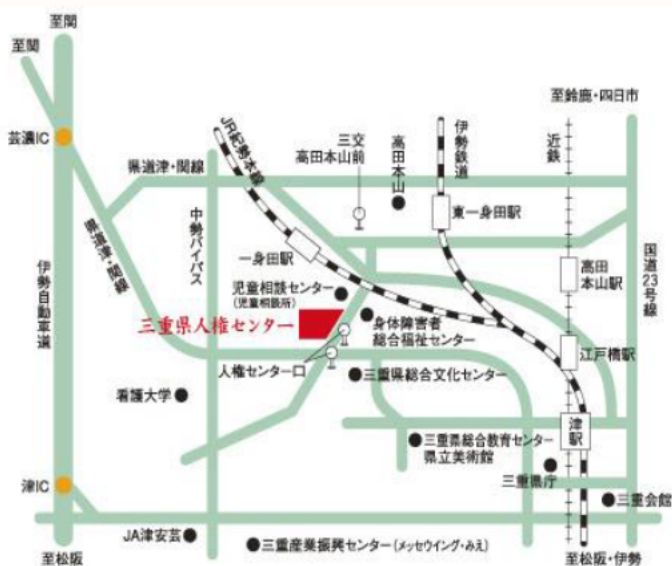 至関
至関
至鈴鹿・四日市
芸濃IC
JR紀勢本線
三交
高田本山前
高田本山
伊勢鉄道
近鉄
県道津・関線
中勢バイパス
東一身田駅
県道津・関線
一身田駅
伊勢自動車道
国道23号線
高田
本山駅
児童相談センター
(児童相談所)
三重県人権センター
身体障害者
総合福祉センター
江戸橋駅
人権センター口
三重県総合文化センター
看護大学
津駅
三重県総合教育センター
県立美術館
三重県庁
津IC
三重会館
JA津安芸
三重産業振興センター(メッセウイング・みえ)
至松阪
至松阪・伊勢